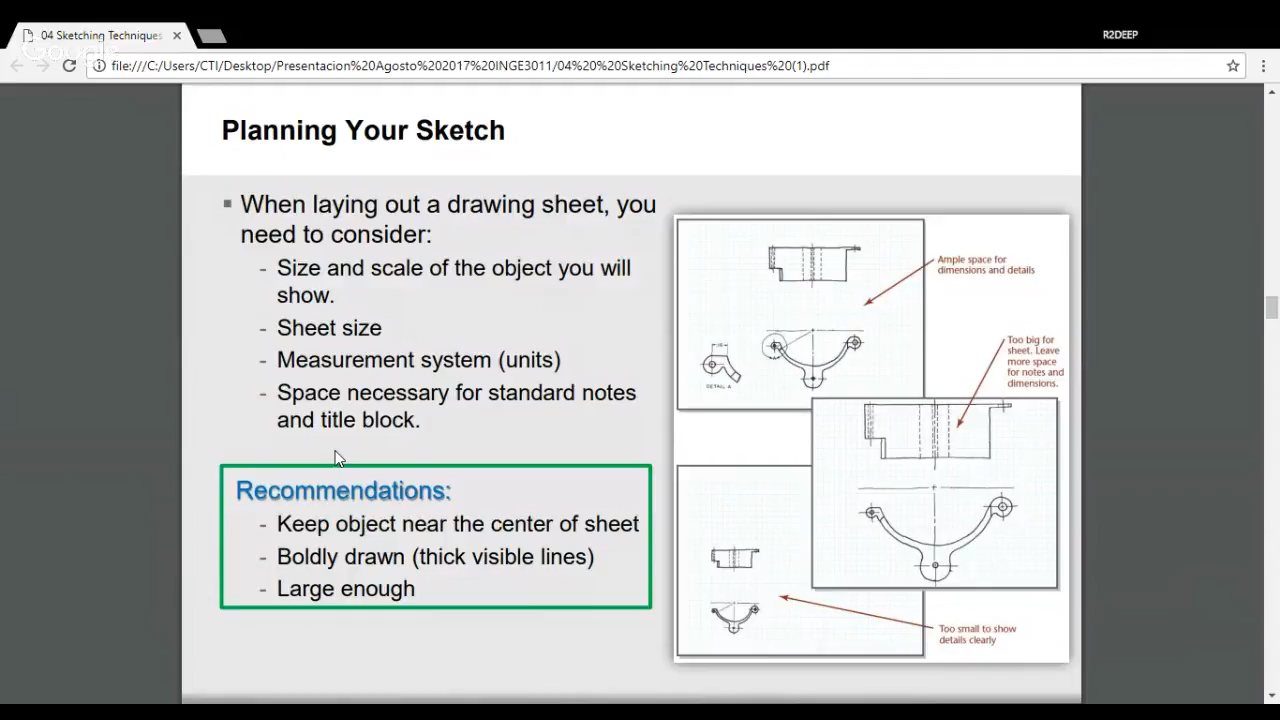 04 Sketching Techniques
R2DEEP
Google
file:///C:/Users/CTI/Desktop/Presentacion%20Agosto%202017%20INGE3011/04%20%20Sketching%20Techniques%20(1).pdf
Planning Your Sketch
When laying out a drawing sheet, you
need to consider:
- Size and scale of the object you will
show.
- Sheet size
- Measurement system (units)
- Space necessary for standard notes
and title block.
Recommendations:
- Keep object near the center of sheet
- Boldly drawn (thick visible lines)
- Large enough
Ample space for
dimensions and details
DETAIL A
Too big for
sheet. Leave
more space
for notes and
dimensions.
Too small to show
details clearly